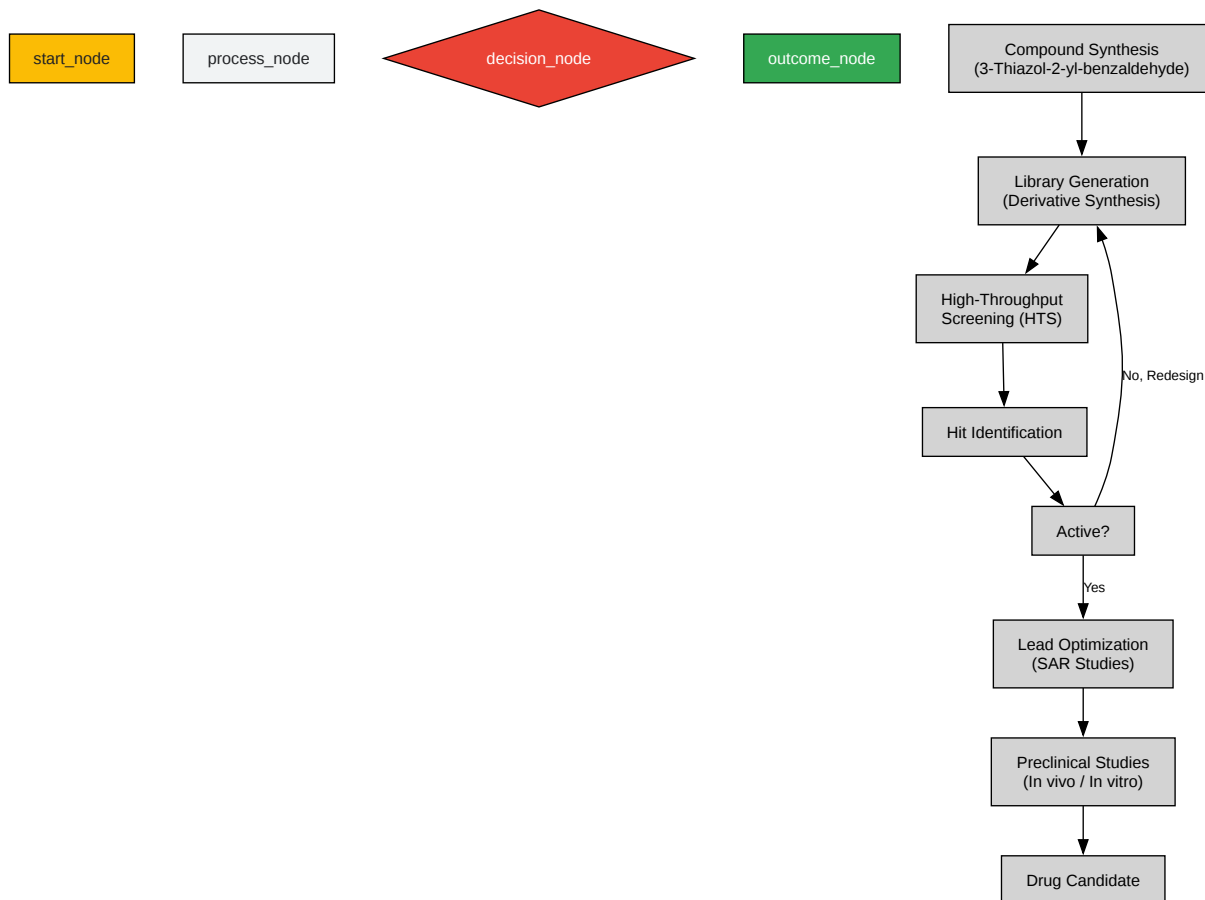 start_node
process_node
decision_node
outcome_node
Compound Synthesis
(3-Thiazol-2-yl-benzaldehyde)
Library Generation
(Derivative Synthesis)
High-Throughput
Screening (HTS)
No, Redesign
Hit Identification
Active?
Yes
Lead Optimization
(SAR Studies)
Preclinical Studies
(In vivo / In vitro)
Drug Candidate